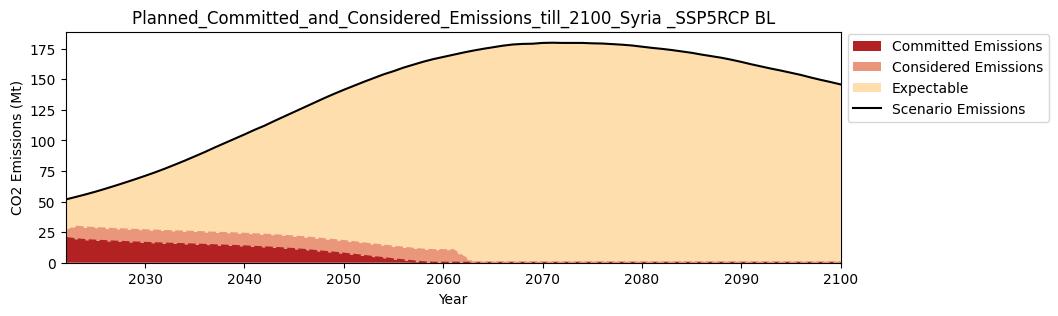 Planned_Committed_and_Considered_Emissions_till_2100_Syria _SSP5RCP BL
CO2 Emissions (Mt)
175
150
125
100
75
50
25
0
2030 2040 2050 2060 2070 2080 2090 2100
Year
Committed Emissions
Considered Emissions
Expectable
Scenario Emissions